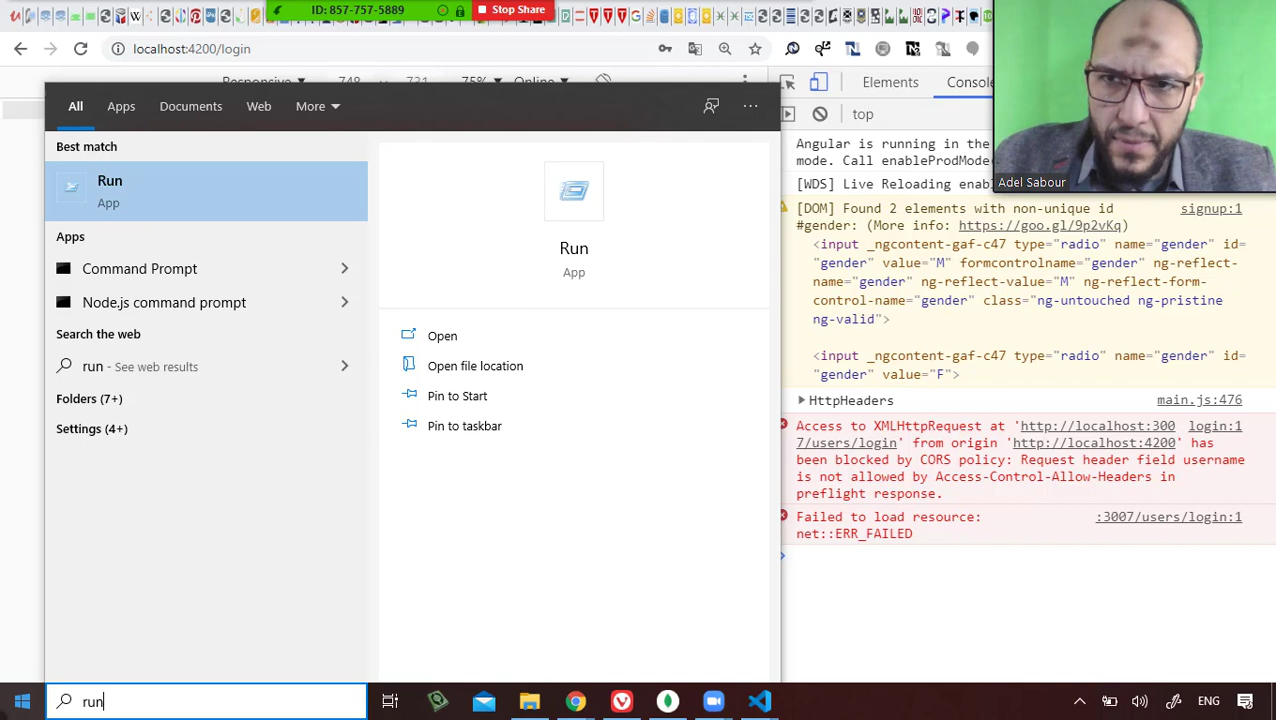 ID: 857-757-5889
Stop Share
localhost:4200/login
Responsive
748
731
75%
Online
Elements
Console
top
All
Apps
Documents
Web
More
Best match
Run
App
Apps
Command Prompt
Node.js command prompt
Search the web
run - See web results
Folders (7+)
Settings (4+)
Run
App
Open
Open file location
Pin to Start
Pin to taskbar
Angular is running in the
mode. Call enableProdMode
[WDS] Live Reloading enabl
Adel Sabour
[DOM] Found 2 elements with non-unique id signup:1
#gender: (More info: https://goo.gl/9p2vKq)
<input _ngcontent-gaf-c47 type="radio" name="gender" id=
"gender" value="M" formcontrolname="gender" ng-reflect-
name="gender" ng-reflect-value="M" ng-reflect-form-
control-name="gender" class="ng-untouched ng-pristine
ng-valid">
<input _ngcontent-gaf-c47 type="radio" name="gender" id=
"gender" value="F">
HttpHeaders main.js:476
Access to XMLHttpRequest at 'http://localhost:300 login:1
7/users/login' from origin 'http://localhost:4200' has
been blocked by CORS policy: Request header field username
is not allowed by Access-Control-Allow-Headers in
preflight response.
Failed to load resource: :3007/users/login:1
net::ERR_FAILED
run
ENG